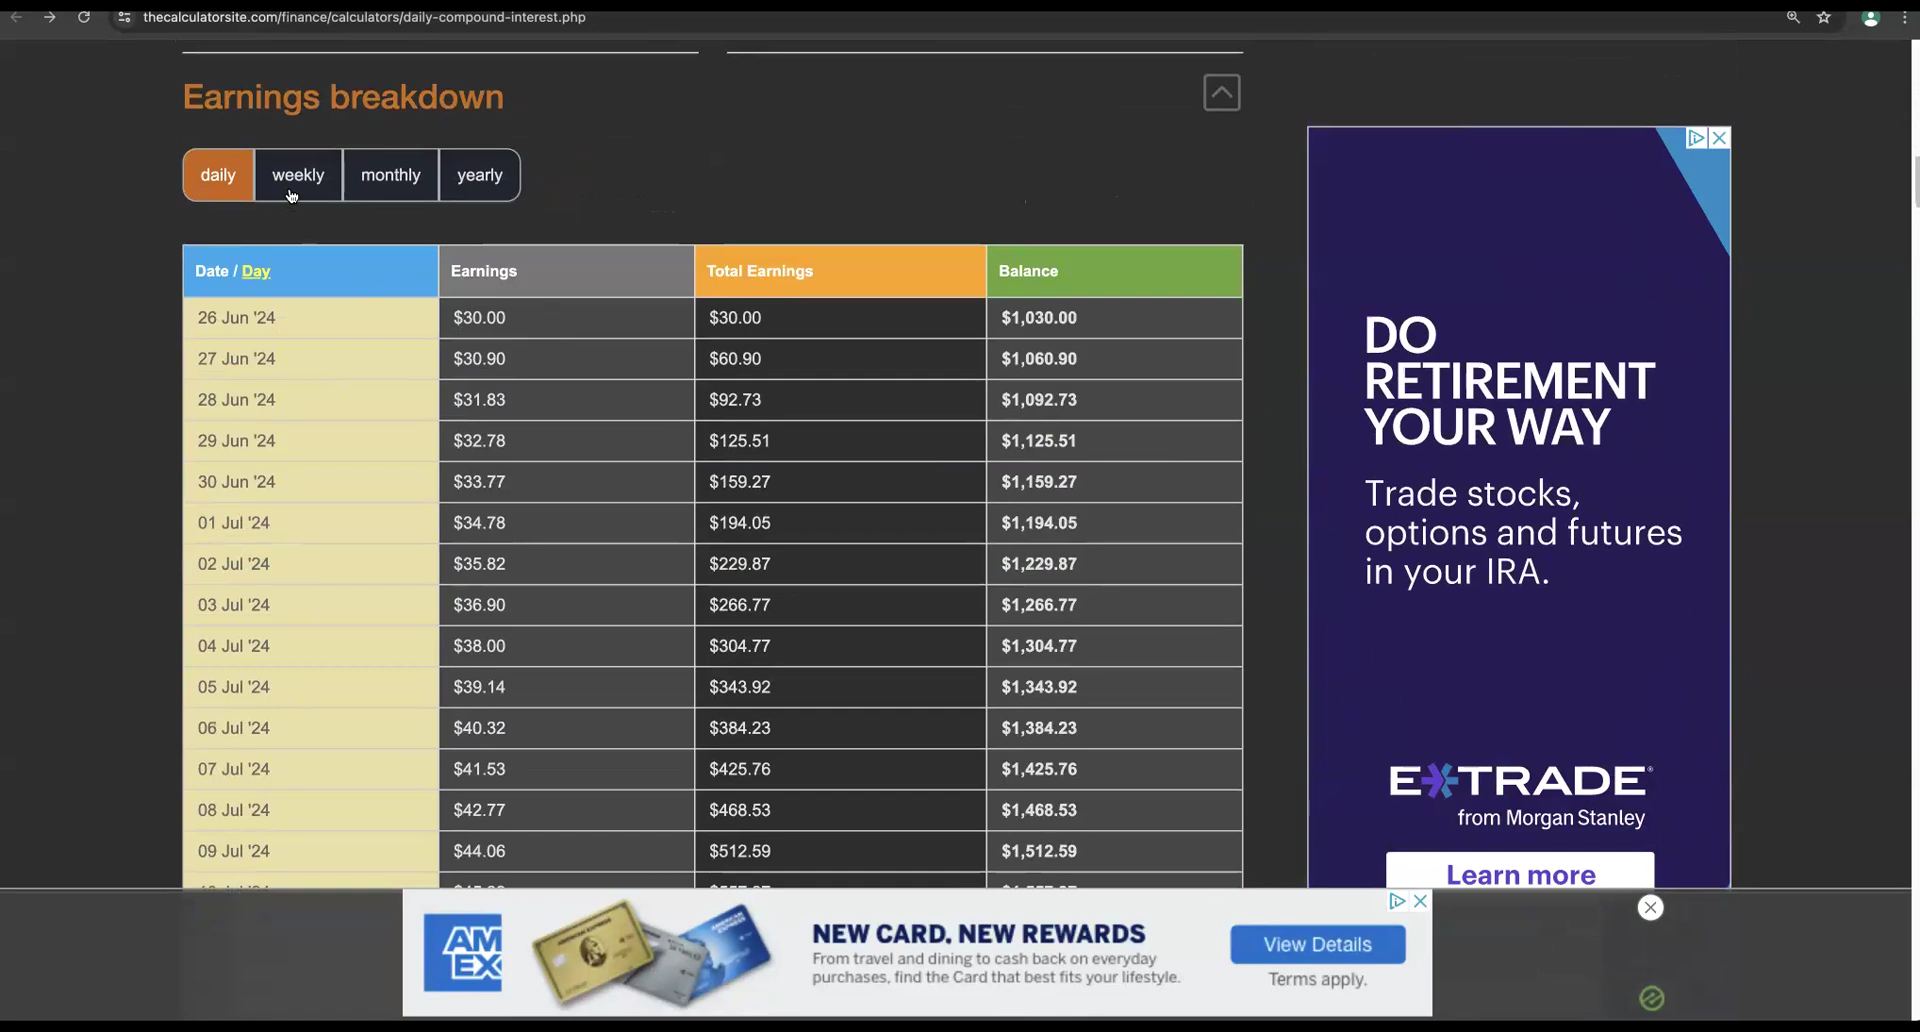 thecalculatorsite.com/finance/calculators/daily-compound-interest.php
Earnings breakdown
daily weekly monthly yearly
Date / Day Earnings Total Earnings Balance
26 Jun '24 $30.00 $30.00 $1,030.00
27 Jun '24 $30.90 $60.90 $1,060.90
28 Jun '24 $31.83 $92.73 $1,092.73
29 Jun '24 $32.78 $125.51 $1,125.51
30 Jun '24 $33.77 $159.27 $1,159.27
01 Jul '24 $34.78 $194.05 $1,194.05
02 Jul '24 $35.82 $229.87 $1,229.87
03 Jul '24 $36.90 $266.77 $1,266.77
04 Jul '24 $38.00 $304.77 $1,304.77
05 Jul '24 $39.14 $343.92 $1,343.92
06 Jul '24 $40.32 $384.23 $1,384.23
07 Jul '24 $41.53 $425.76 $1,425.76
08 Jul '24 $42.77 $468.53 $1,468.53
09 Jul '24 $44.06 $512.59 $1,512.59
DO
RETIREMENT
YOUR WAY
Trade stocks,
options and futures
in your IRA.
E*TRADE®
from Morgan Stanley
Learn more
AM
EX
NEW CARD, NEW REWARDS
From travel and dining to cash back on everyday
purchases, find the Card that best fits your lifestyle.
View Details
Terms apply.